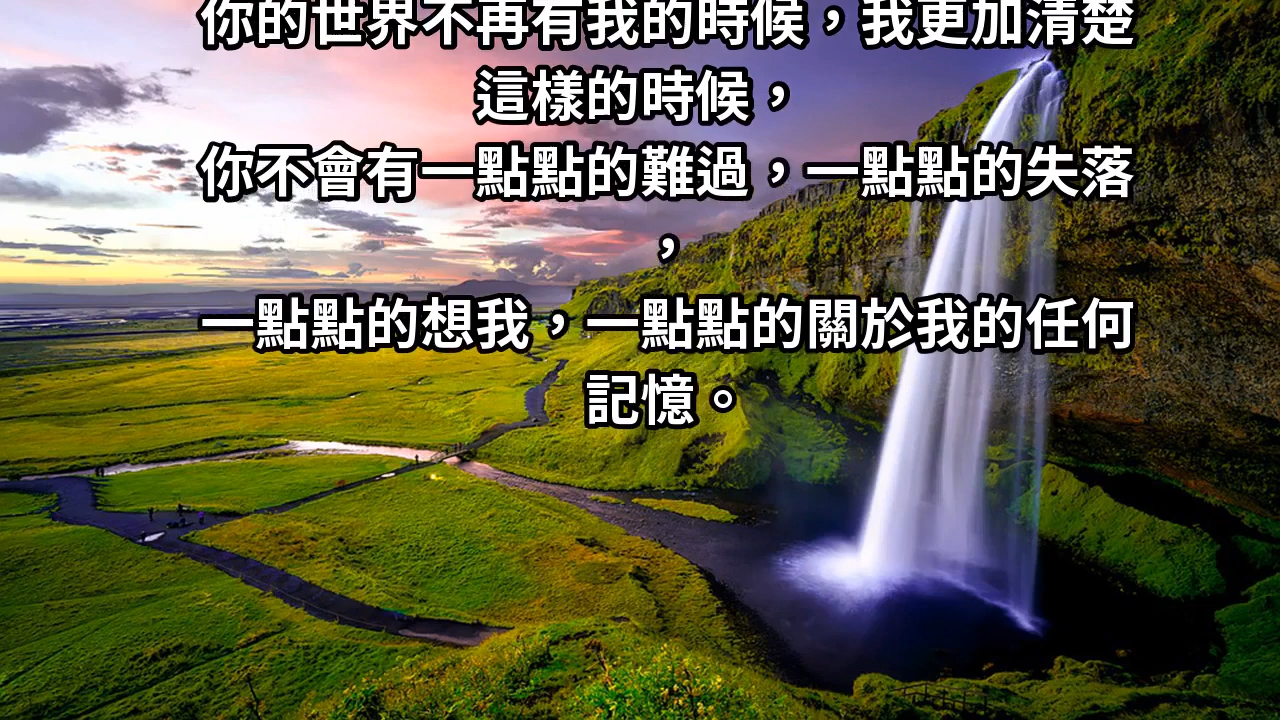 你的世界不再有我的時候，我更加清楚
這樣的時候，
你不會有一點點的難過，一點點的失落
，
一點點的想我，一點點的關於我的任何
記憶。